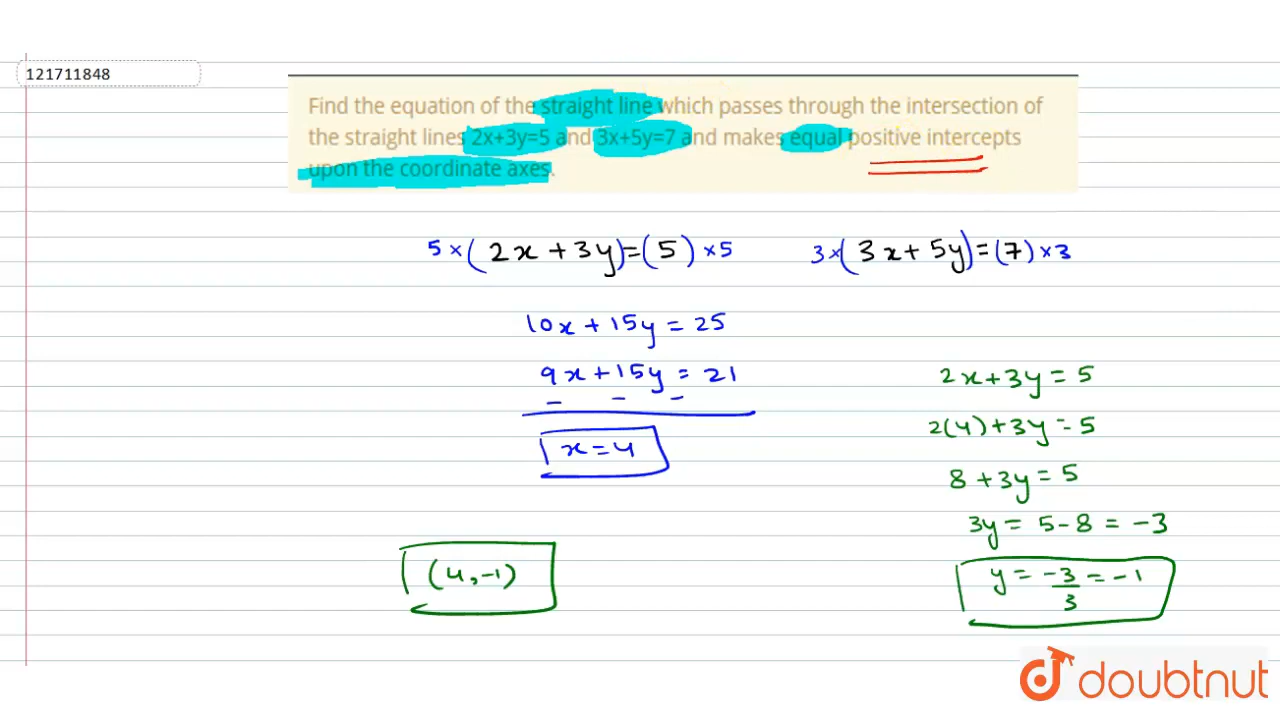 121711848
Find the equation of the straight line which passes through the intersection of
the straight lines 2x+3y=5 and 3x+5y=7 and makes equal positive intercepts
upon the coordinate axes.
5 × (2x + 3y) = (5) × 5
3 × (3x + 5y) = (7) × 3
10x + 15y = 25
9x + 15y = 21
− − −
x = 4
(4, -1)
2x + 3y = 5
2(4) + 3y = 5
8 + 3y = 5
3y = 5 - 8 = -3
y = -3/3 = -1
doubtnut